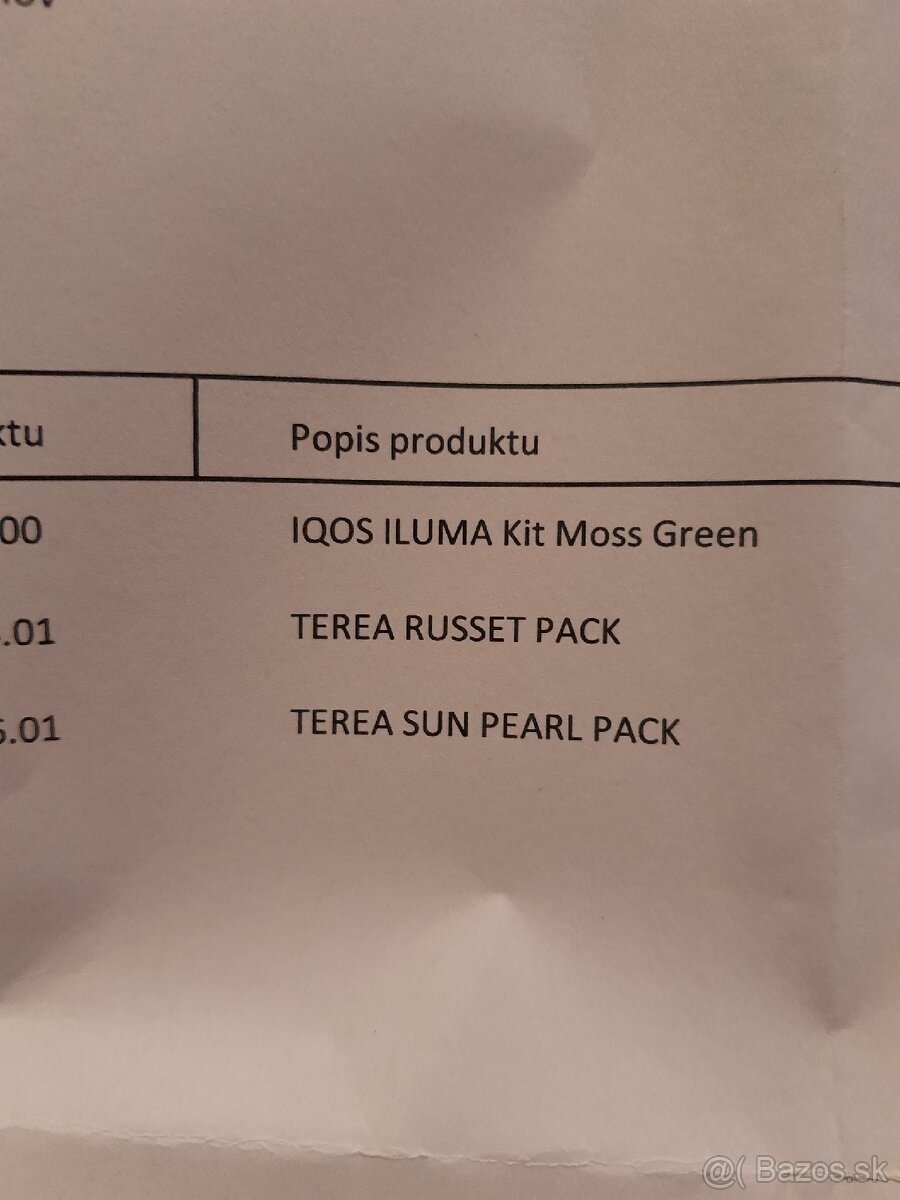 ktu Popis produktu
00 IQOS ILUMA Kit Moss Green
.01 TEREA RUSSET PACK
.01 TEREA SUN PEARL PACK
@( Bazos.sk